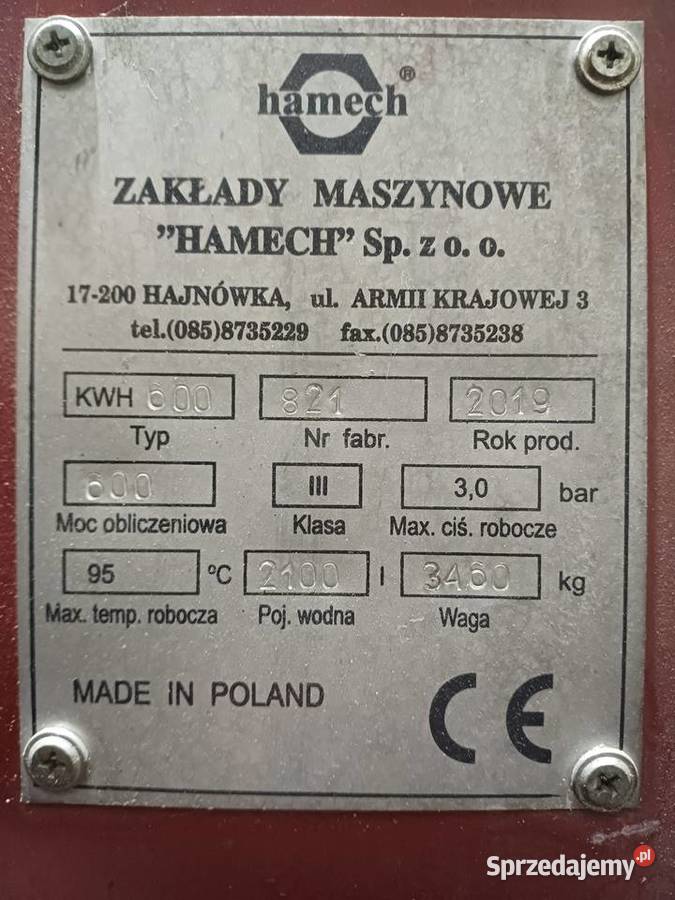 hamech®
ZAKŁADY MASZYNOWE
"HAMECH" Sp. z o. o.
17-200 HAJNÓWKA, ul. ARMII KRAJOWEJ 3
tel.(085)8735229 fax.(085)8735238
KWH 600 821 2019
Typ Nr fabr. Rok prod.
600 III 3,0 bar
Moc obliczeniowa Klasa Max. ciś. robocze
95 °C 2100 l 3460 kg
Max. temp. robocza Poj. wodna Waga
MADE IN POLAND CE
Sprzedajemy.pl